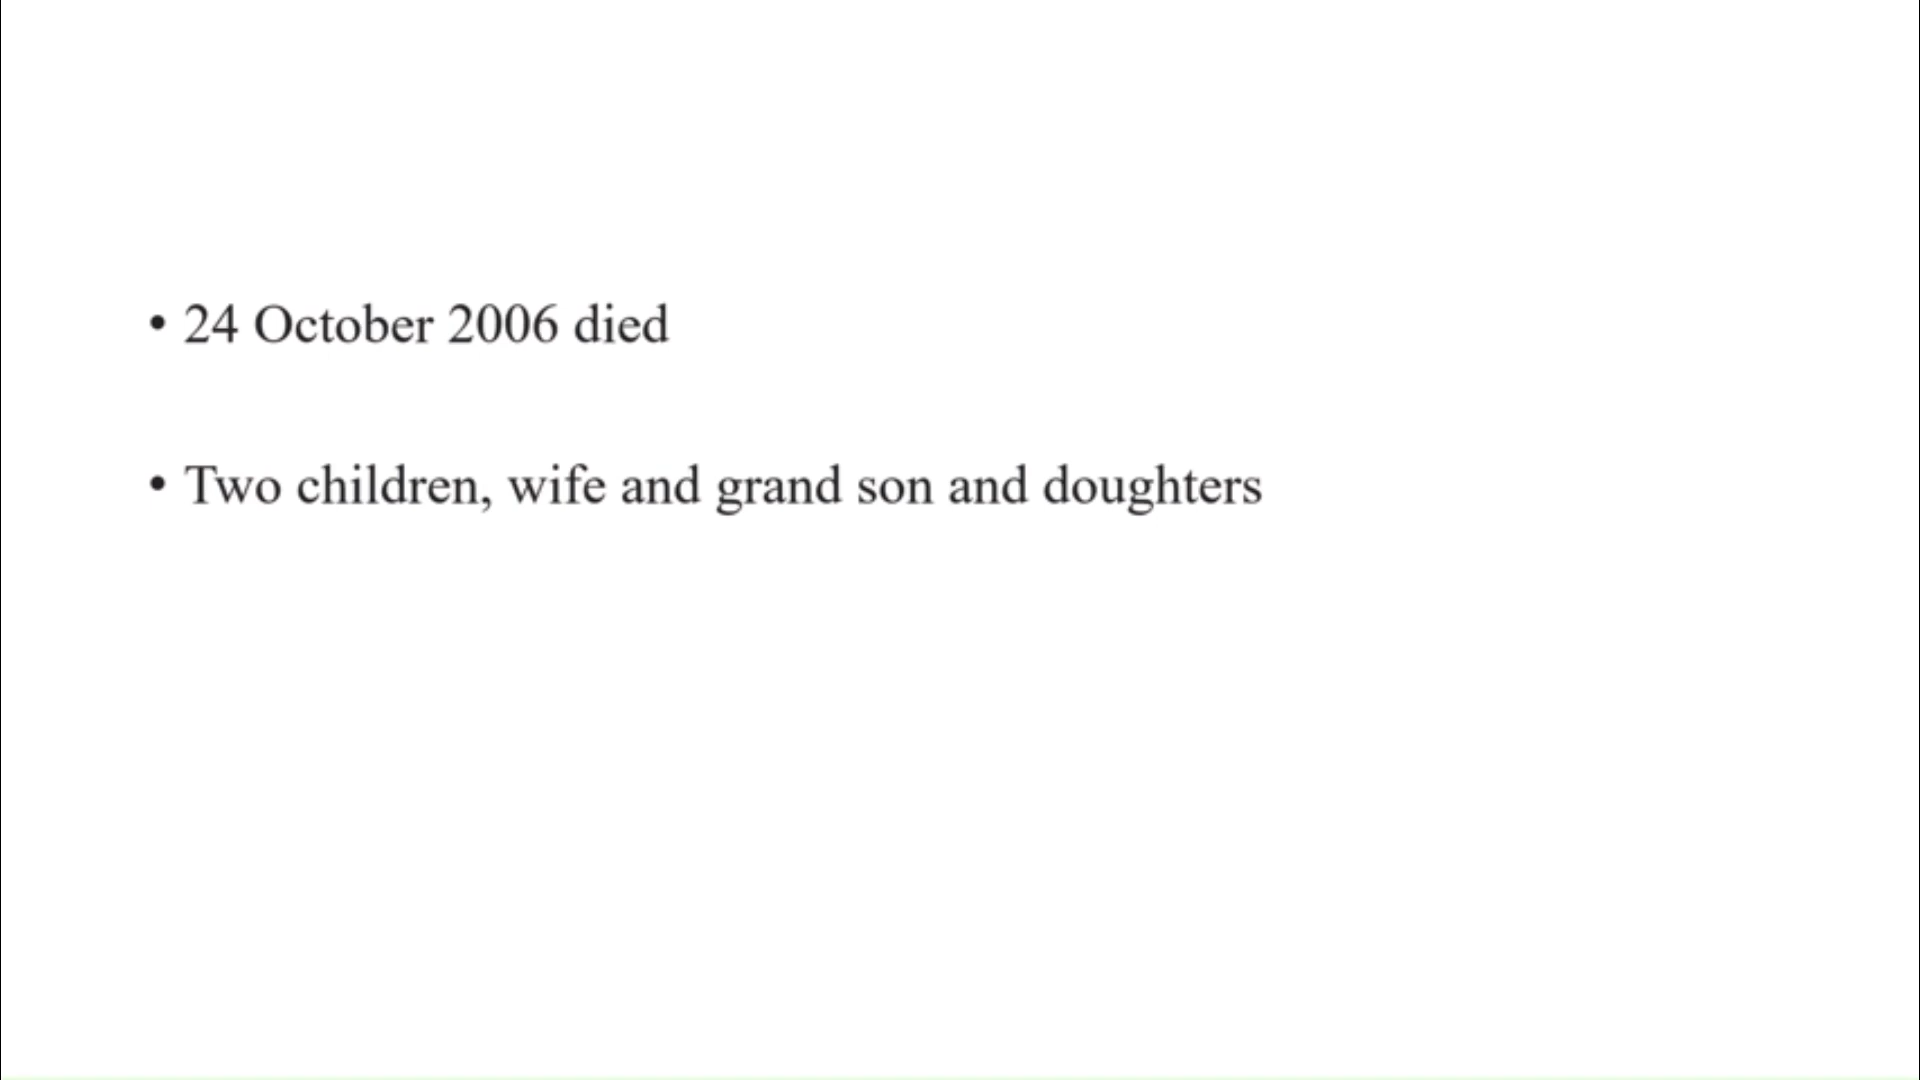 • 24 October 2006 died
• Two children, wife and grand son and doughters